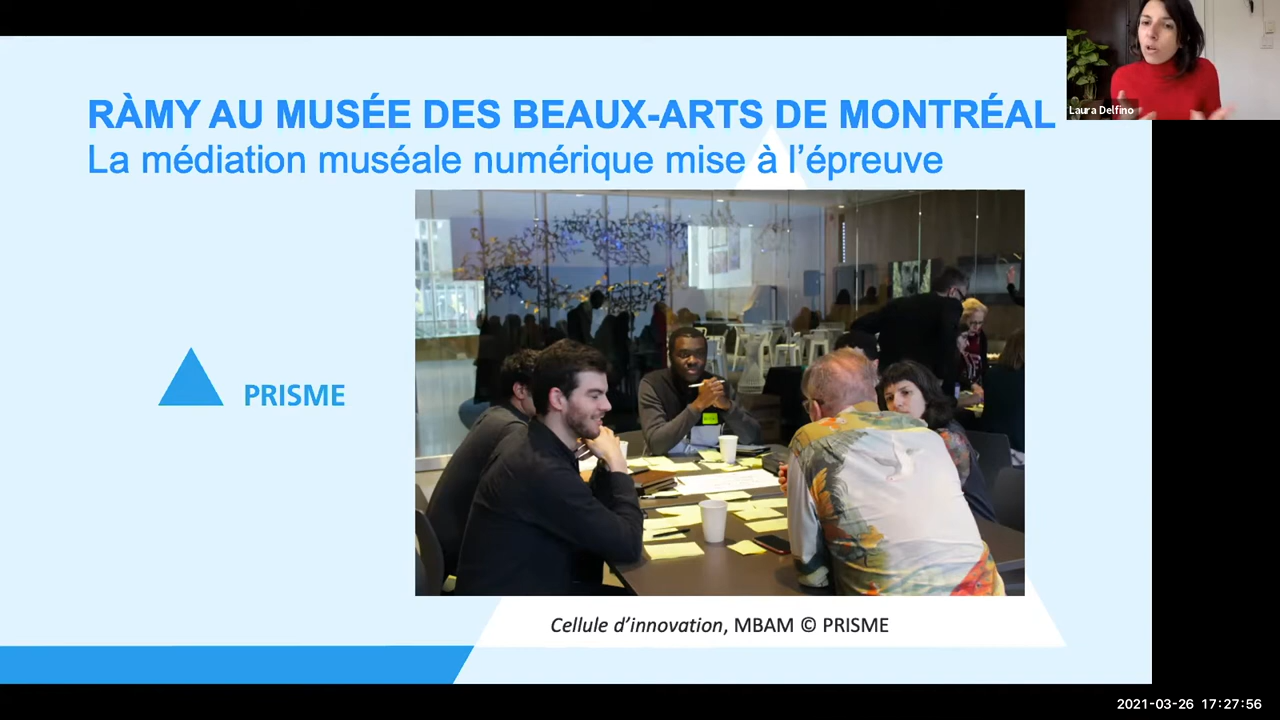 RÀMY AU MUSÉE DES BEAUX-ARTS DE MONTRÉAL
La médiation muséale numérique mise à l’épreuve
Laura Delfino
PRISME
Cellule d’innovation, MBAM © PRISME
2021-03-26 17:27:56